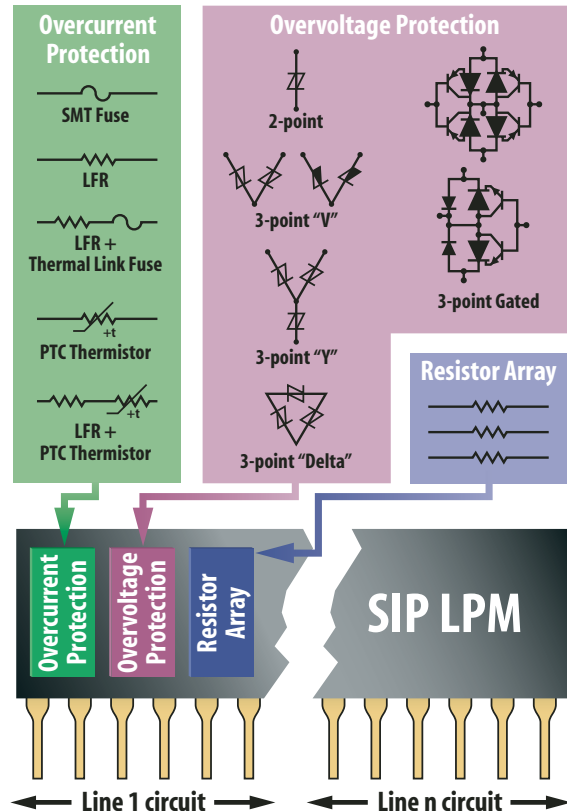 Overcurrent
Protection
SMT Fuse
LFR
LFR +
Thermal Link Fuse
+t
PTC Thermistor
+t
LFR +
PTC Thermistor
Overvoltage Protection
2-point
3-point “V”
3-point “Y”
3-point “Delta”
3-point Gated
Resistor Array
Overcurrent
Protection
Overvoltage
Protection
Resistor
Array
SIP LPM
Line 1 circuit
Line n circuit